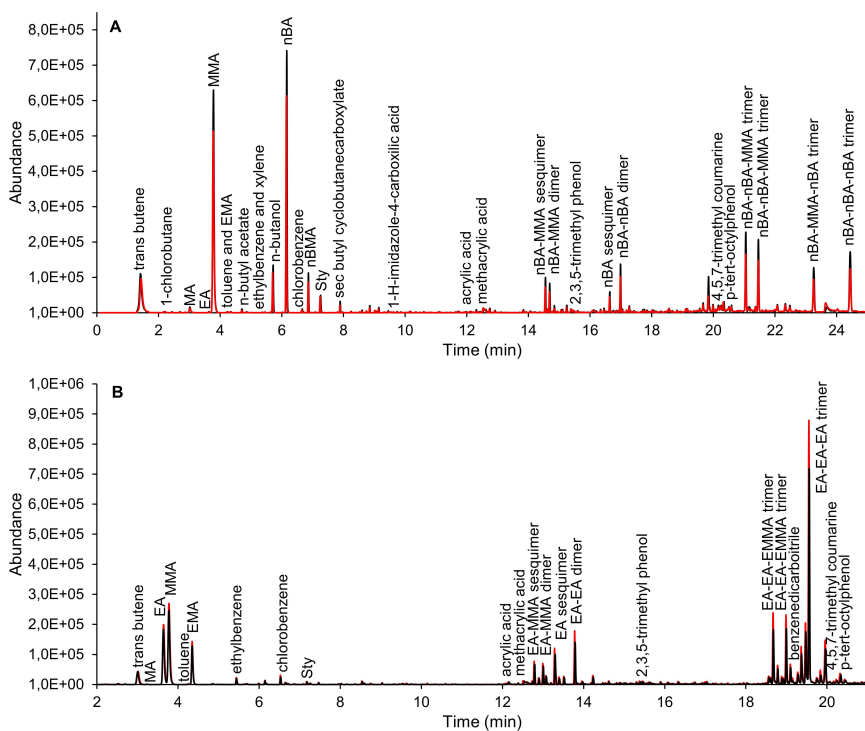 A
8,0E+05
7,0E+05
6,0E+05
5,0E+05
4,0E+05
3,0E+05
2,0E+05
1,0E+05
1,0E+00
Abundance
trans butene
1-chlorobutane
MA
EA
MMA
toluene and EMA
n-butyl acetate
ethylbenzene and xylene
n-butanol
nBA
chlorobenzene
nBMA
Sty
sec butyl cyclobutanecarboxylate
1-H-imidazole-4-carboxilic acid
acrylic acid
methacrylic acid
nBA-MMA sesquimer
nBA-MMA dimer
2,3,5-trimethyl phenol
nBA sesquimer
nBA-nBA dimer
4,5,7-trimethyl coumarine
p-tert-octylphenol
nBA-nBA-MMA trimer
nBA-nBA-MMA trimer
nBA-MMA-nBA trimer
nBA-nBA-nBA trimer
0 2 4 6 8 10 12 14 16 18 20 22 24
Time (min)
B
1,0E+06
9,0E+05
8,0E+05
7,0E+05
6,0E+05
5,0E+05
4,0E+05
3,0E+05
2,0E+05
1,0E+05
1,0E+00
Abundance
trans butene
MA
EA
MMA
toluene
EMA
ethylbenzene
chlorobenzene
Sty
acrylic acid
methacrylic acid
EA-MMA sesquimer
EA-MMA dimer
EA sesquimer
EA-EA dimer
2,3,5-trimethyl phenol
EA-EA-EMMA trimer
EA-EA-EMMA trimer
benzenedicarboitrile
EA-EA-EA trimer
4,5,7-trimethyl coumarine
p-tert-octylphenol
2 4 6 8 10 12 14 16 18 20
Time (min)